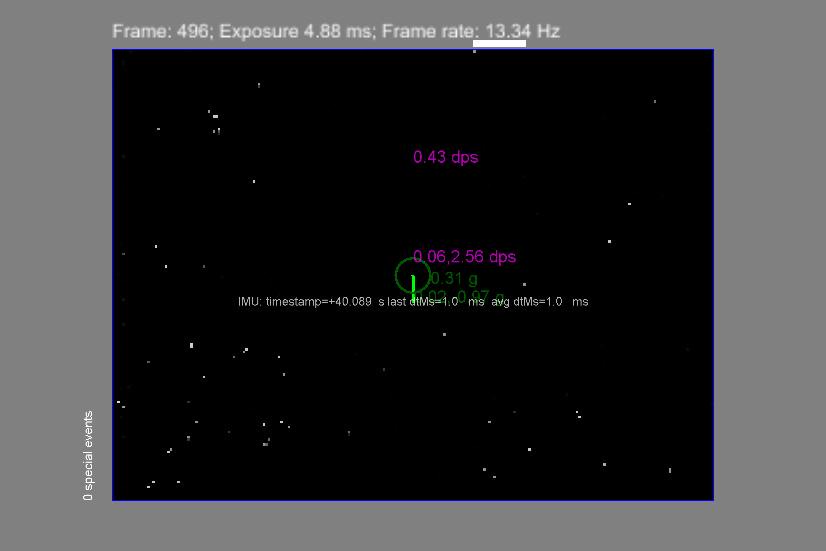 Frame: 496; Exposure 4.88 ms; Frame rate: 13.34 Hz
0.43 dps
0.06,2.56 dps
0.31 g
0.97 g
IMU: timestamp=+40.089 s last dtMs=1.0 ms avg dtMs=1.0 ms
0 special events